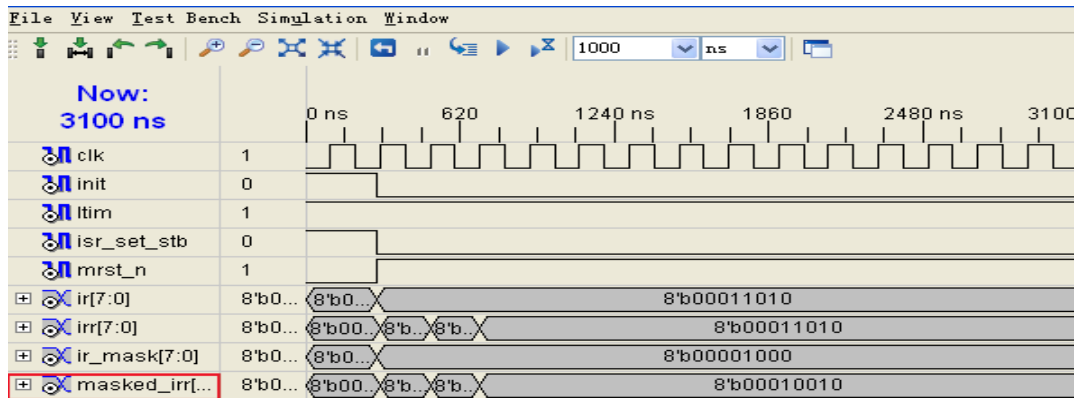 File View Test Bench Simulation Window
1000 ns
Now:
3100 ns
0 ns 620 1240 ns 1860 2480 ns 3100
clk 1
init 0
ltim 1
isr_set_stb 0
mrst_n 1
ir[7:0] 8'b0... 8'b0... 8'b00011010
irr[7:0] 8'b0... 8'b00... 8'b... 8'b... 8'b00011010
ir_mask[7:0] 8'b0... 8'b0... 8'b00001000
masked_irr[... 8'b0... 8'b00... 8'b... 8'b... 8'b00010010